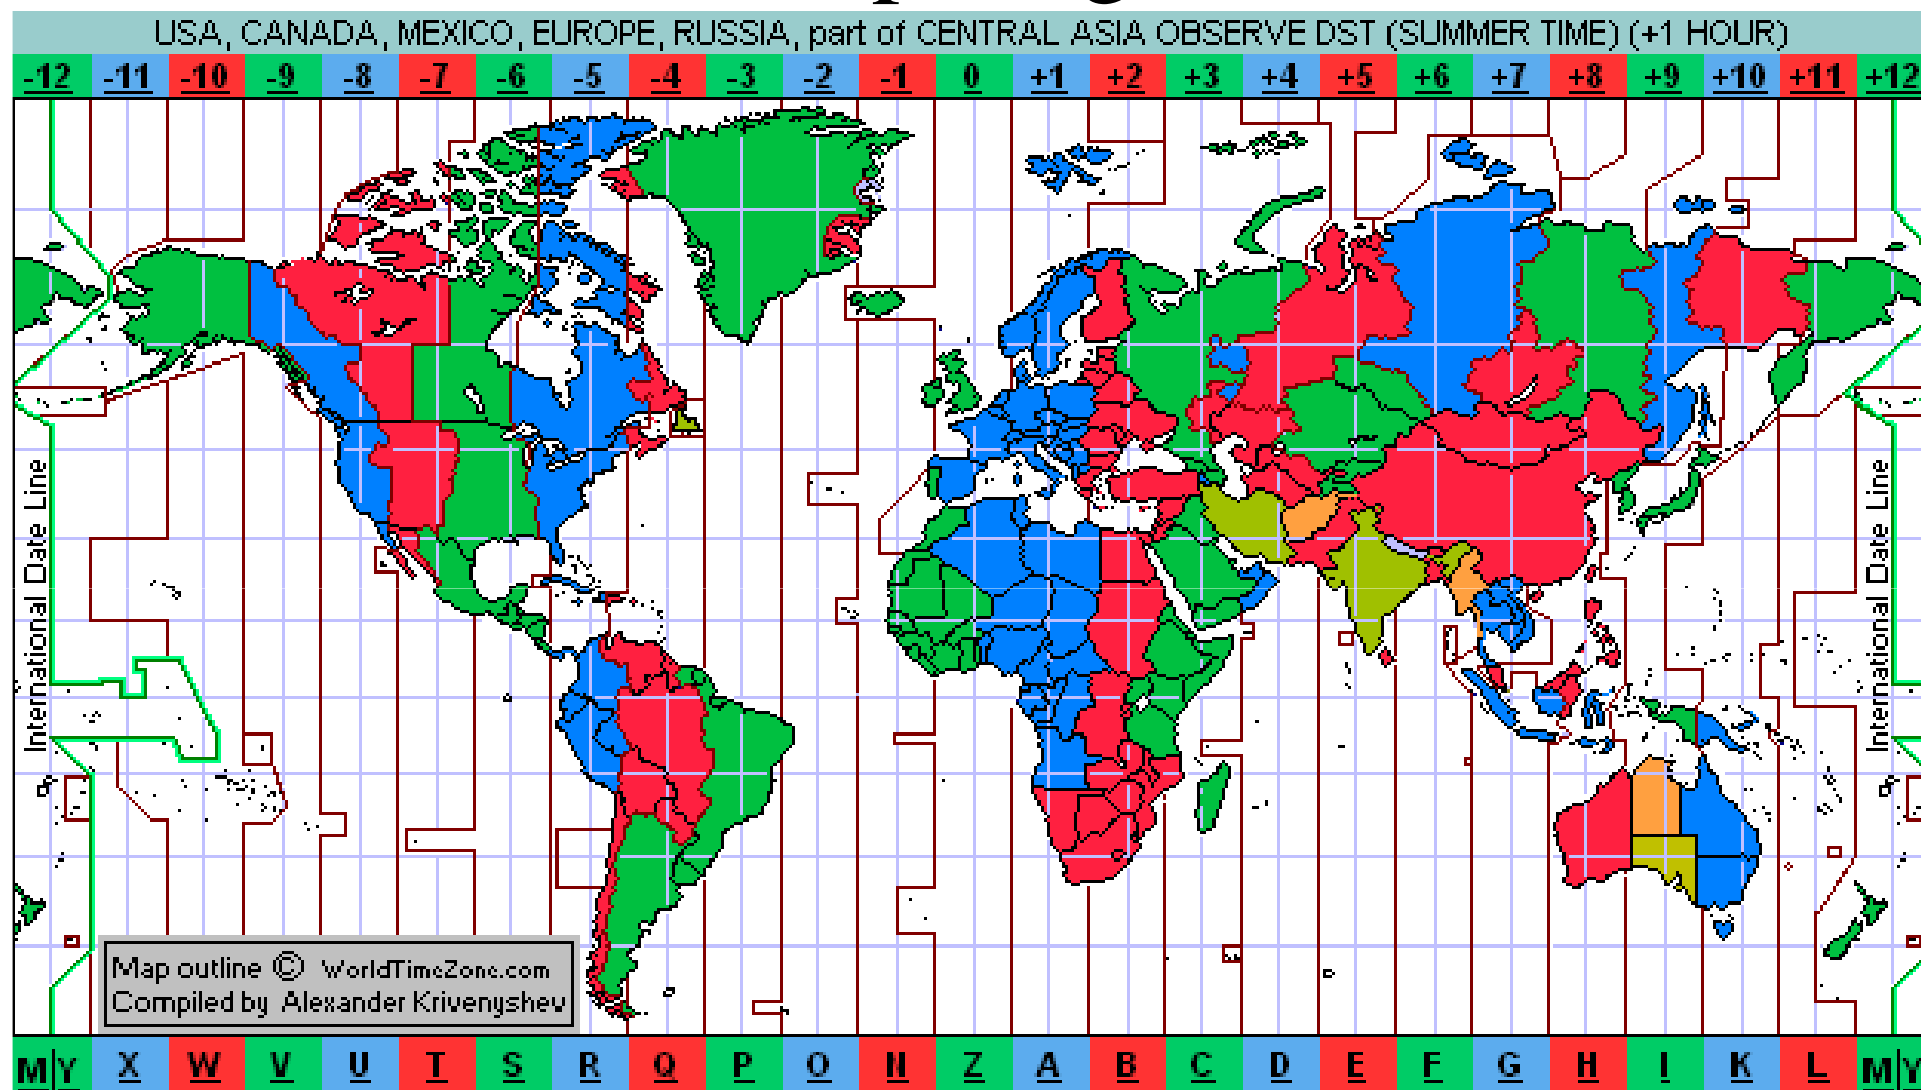 USA, CANADA, MEXICO, EUROPE, RUSSIA, part of CENTRAL ASIA OBSERVE DST (SUMMER TIME) (+1 HOUR)
-12 -11 -10 -9 -8 -7 -6 -5 -4 -3 -2 -1 0 +1 +2 +3 +4 +5 +6 +7 +8 +9 +10 +11 +12
International Date Line
International Date Line
Map outline © WorldTimeZone.com
Compiled by Alexander Krivenyshev
M|Y X W V U T S R Q P O N Z A B C D E F G H I K L M|Y